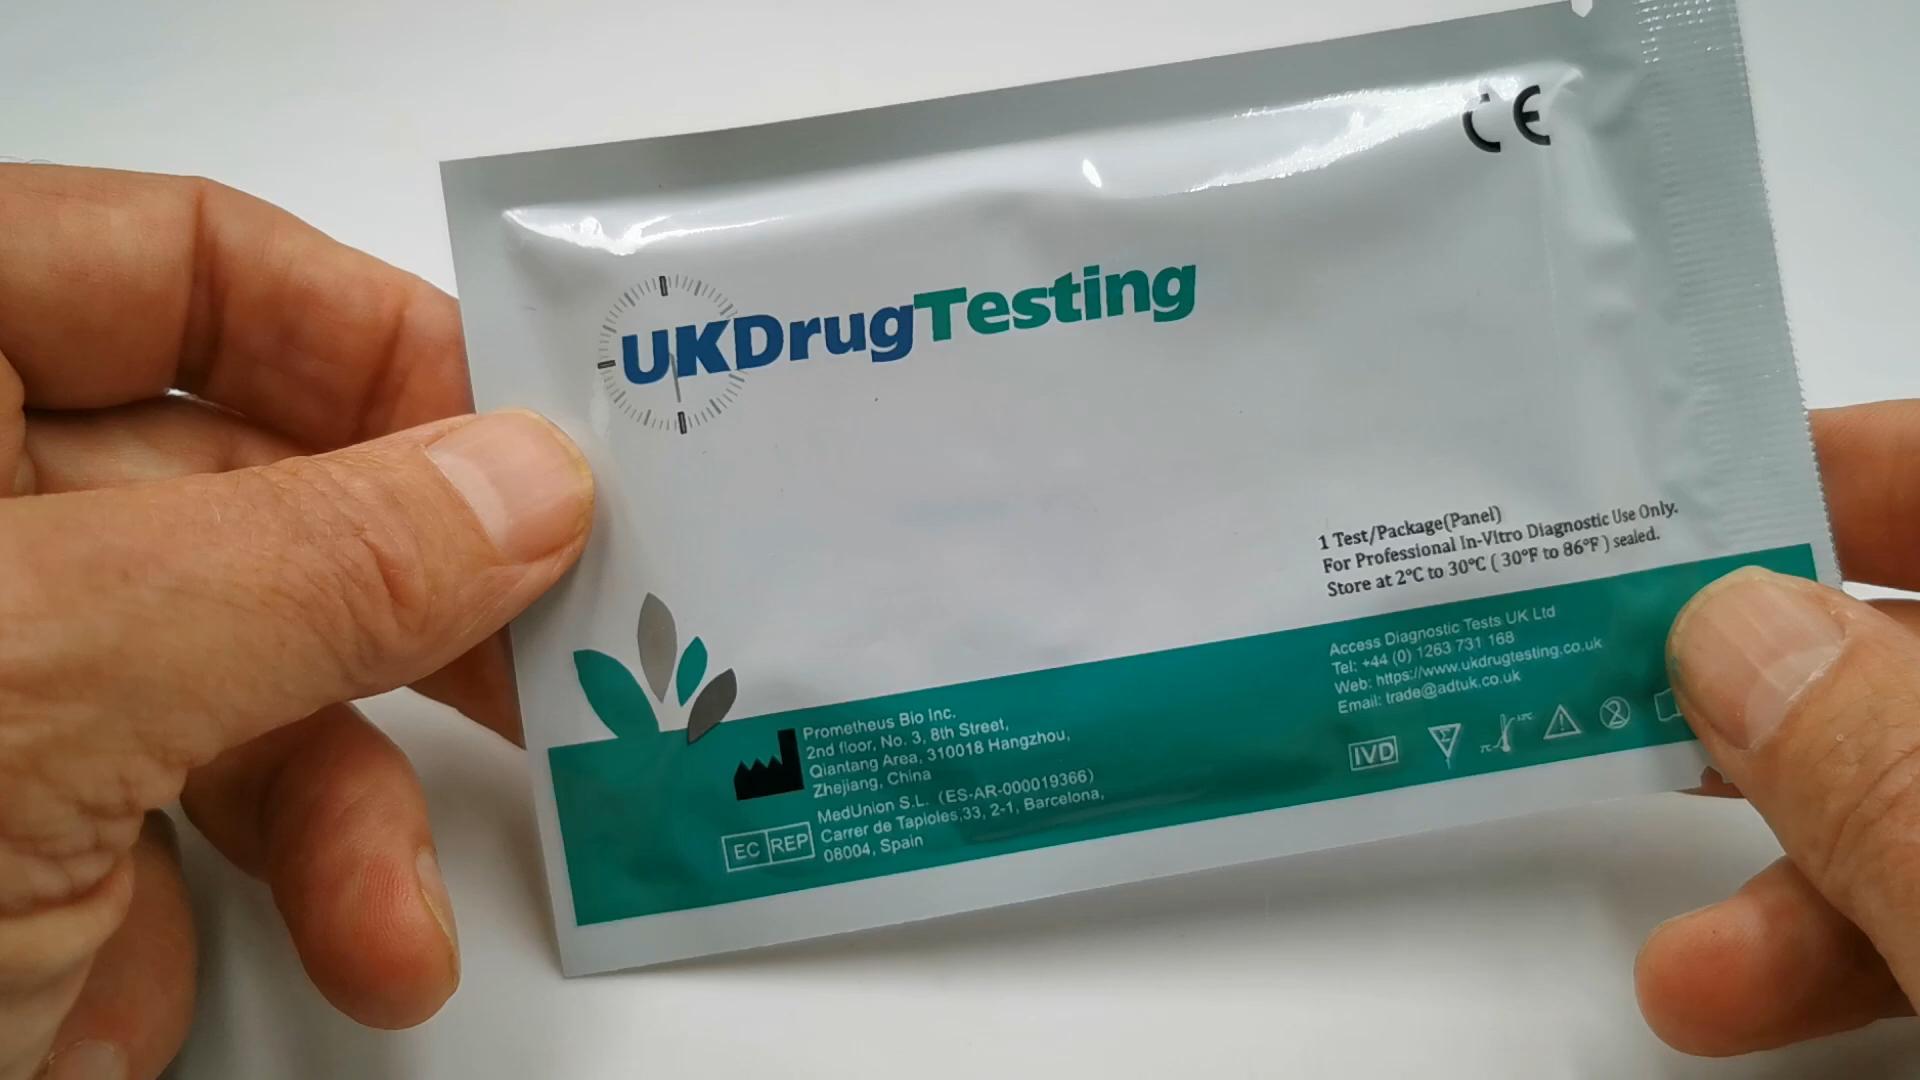 CE
UKDrugTesting
1 Test/Package(Panel)
For Professional In-Vitro Diagnostic Use Only.
Store at 2°C to 30°C ( 30°F to 86°F ) sealed.
Access Diagnostic Tests UK Ltd
Tel: +44 (0) 1263 731 168
Web: https://www.ukdrugtesting.co.uk
Email: trade@adtuk.co.uk
Prometheus Bio Inc.
2nd floor, No. 3, 8th Street,
Qiantang Area, 310018 Hangzhou,
Zhejiang, China
EC REP
MedUnion S.L. (ES-AR-000019366)
Carrer de Tapioles,33, 2-1, Barcelona,
08004, Spain
IVD